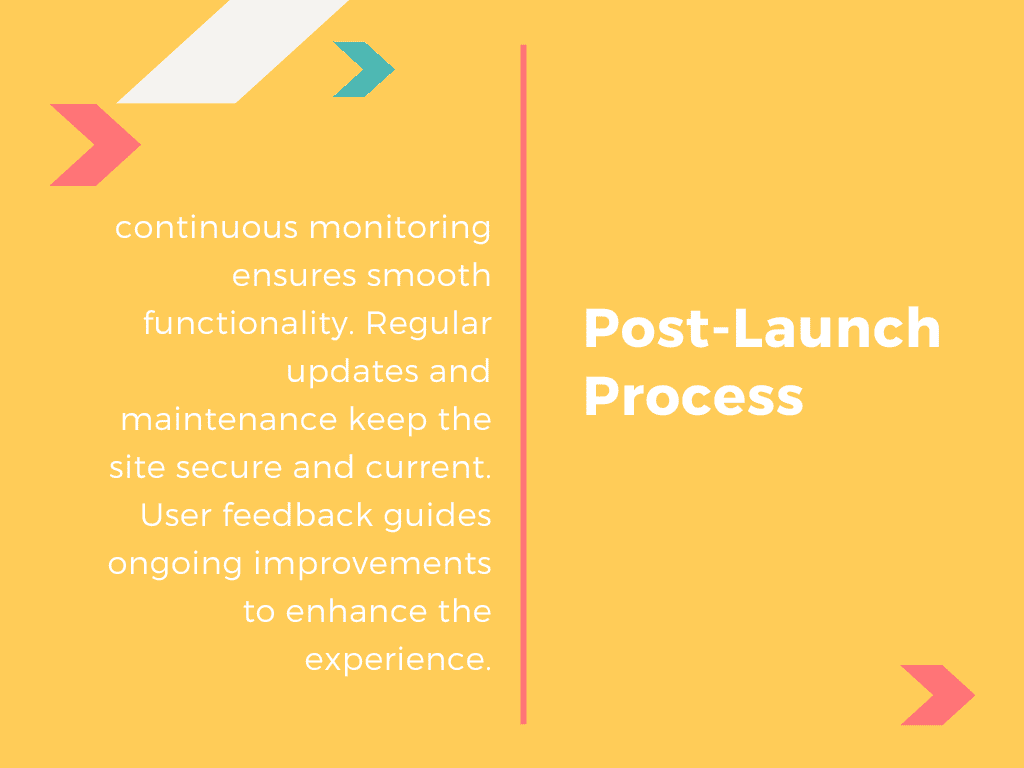 continuous monitoring
ensures smooth
functionality. Regular
updates and
maintenance keep the
site secure and current.
User feedback guides
ongoing improvements
to enhance the
experience.
Post-Launch
Process